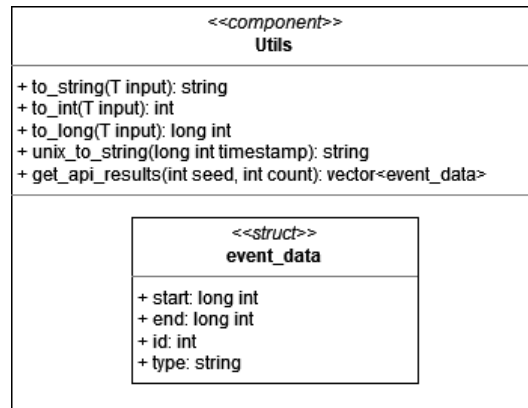 <<component>>
Utils
+ to_string(T input): string
+ to_int(T input): int
+ to_long(T input): long int
+ unix_to_string(long int timestamp): string
+ get_api_results(int seed, int count): vector<event_data>
<<struct>>
event_data
+ start: long int
+ end: long int
+ id: int
+ type: string